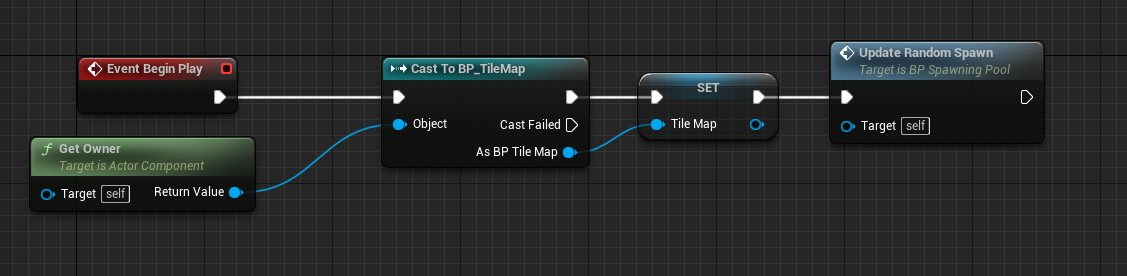 Event Begin Play
Get Owner
Target is Actor Component
Target self
Return Value
Cast To BP_TileMap
Object
Cast Failed
As BP Tile Map
SET
Tile Map
Update Random Spawn
Target is BP Spawning Pool
Target self